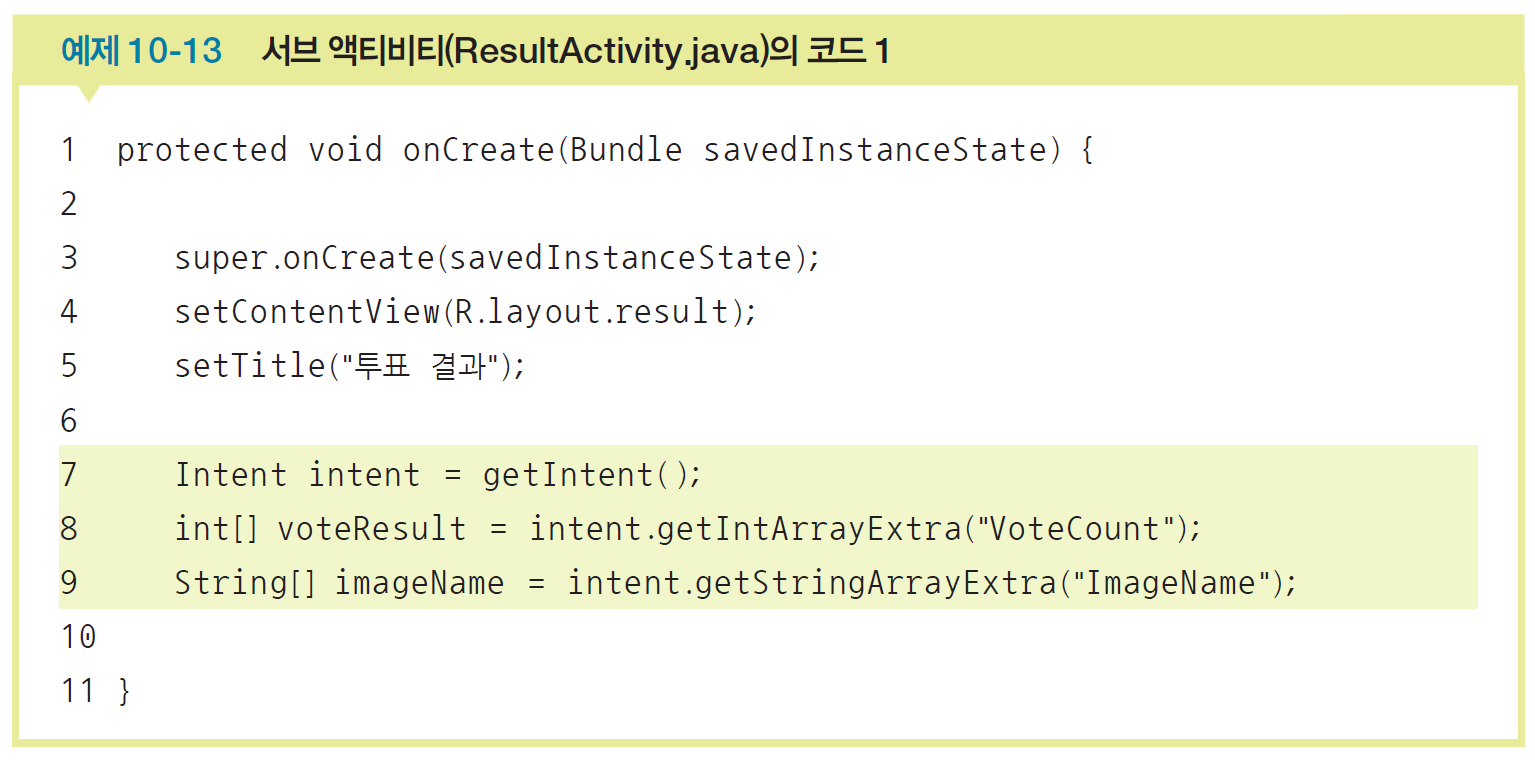 예제 10-13 서브 액티비티(ResultActivity.java)의 코드 1
1 protected void onCreate(Bundle savedInstanceState) {
2
3 super.onCreate(savedInstanceState);
4 setContentView(R.layout.result);
5 setTitle("투표 결과");
6
7 Intent intent = getIntent();
8 int[] voteResult = intent.getIntArrayExtra("VoteCount");
9 String[] imageName = intent.getStringArrayExtra("ImageName");
10
11 }